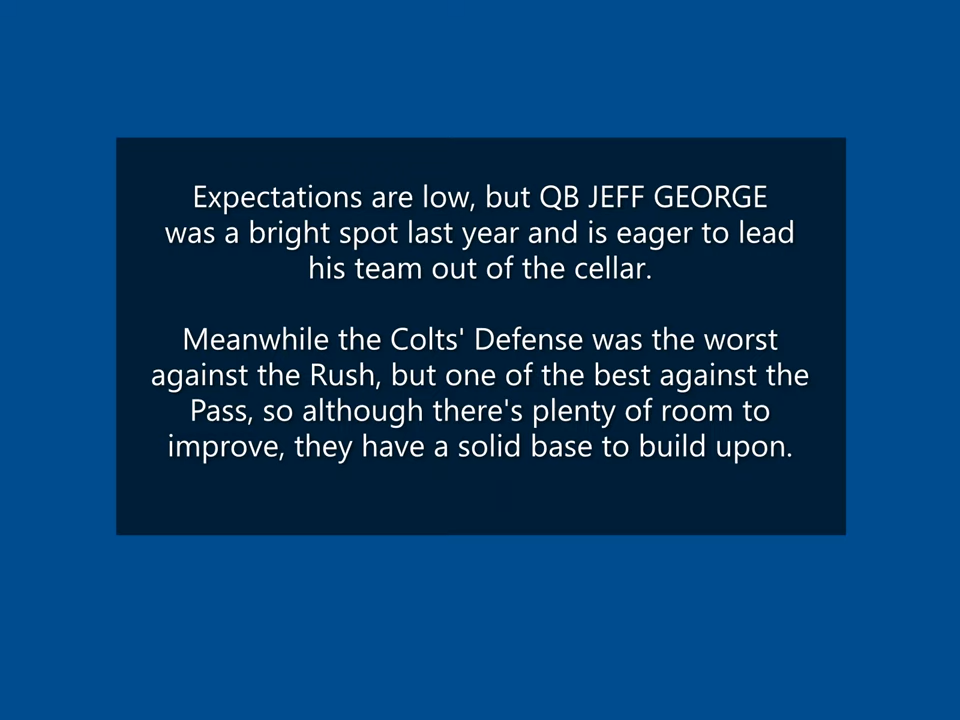 Expectations are low, but QB JEFF GEORGE
was a bright spot last year and is eager to lead
his team out of the cellar.
Meanwhile the Colts' Defense was the worst
against the Rush, but one of the best against the
Pass, so although there's plenty of room to
improve, they have a solid base to build upon.